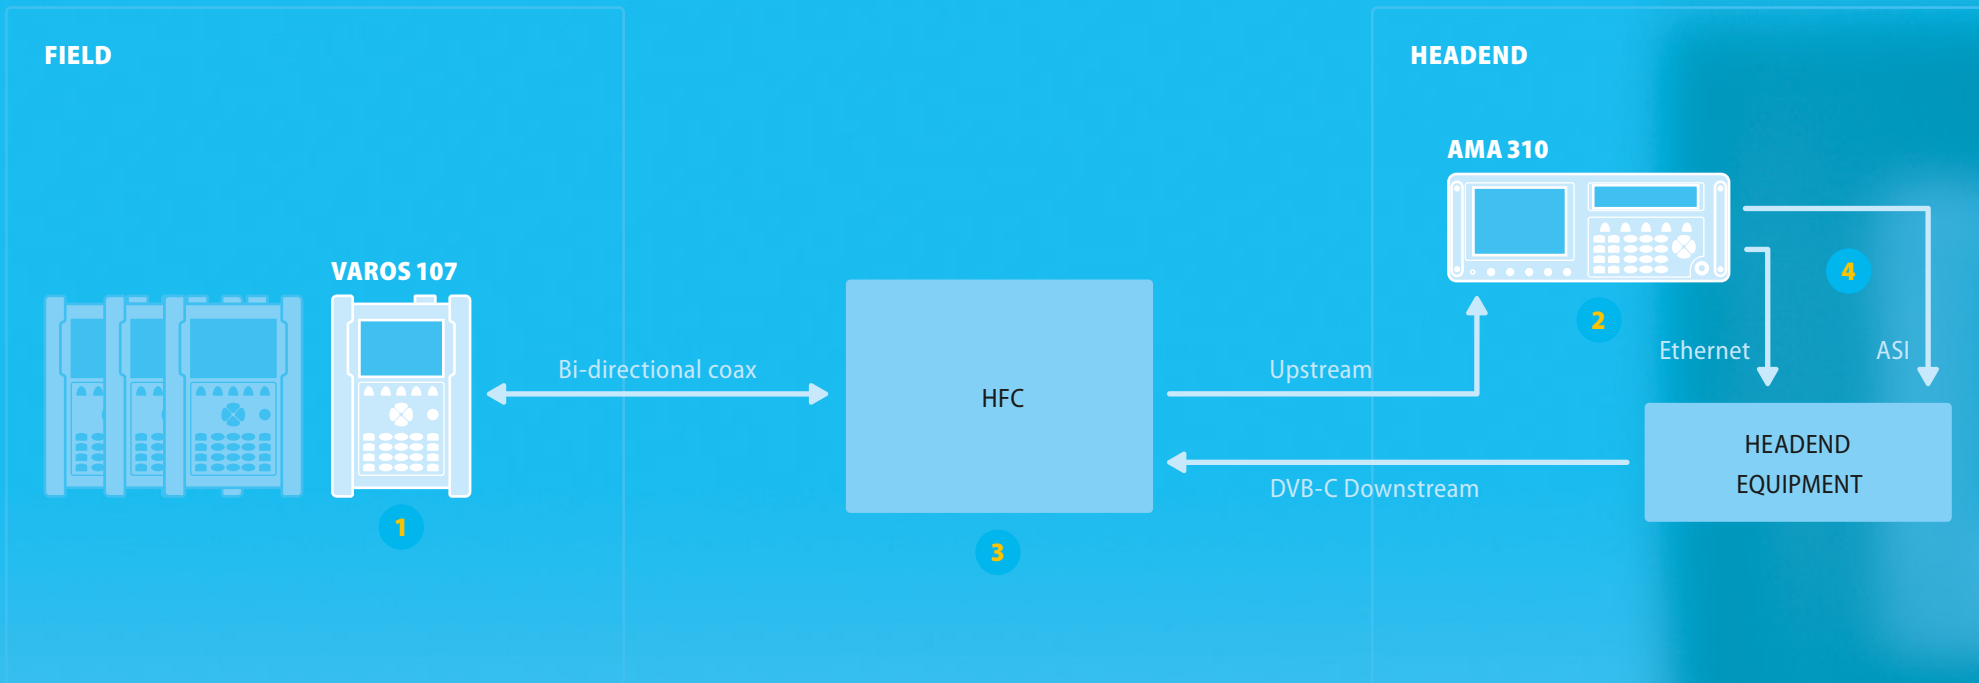 FIELD
HEADEND
AMA 310
VAROS 107
Bi-directional coax
HFC
Upstream
DVB-C Downstream
Ethernet
ASI
HEADEND
EQUIPMENT
1
2
3
4